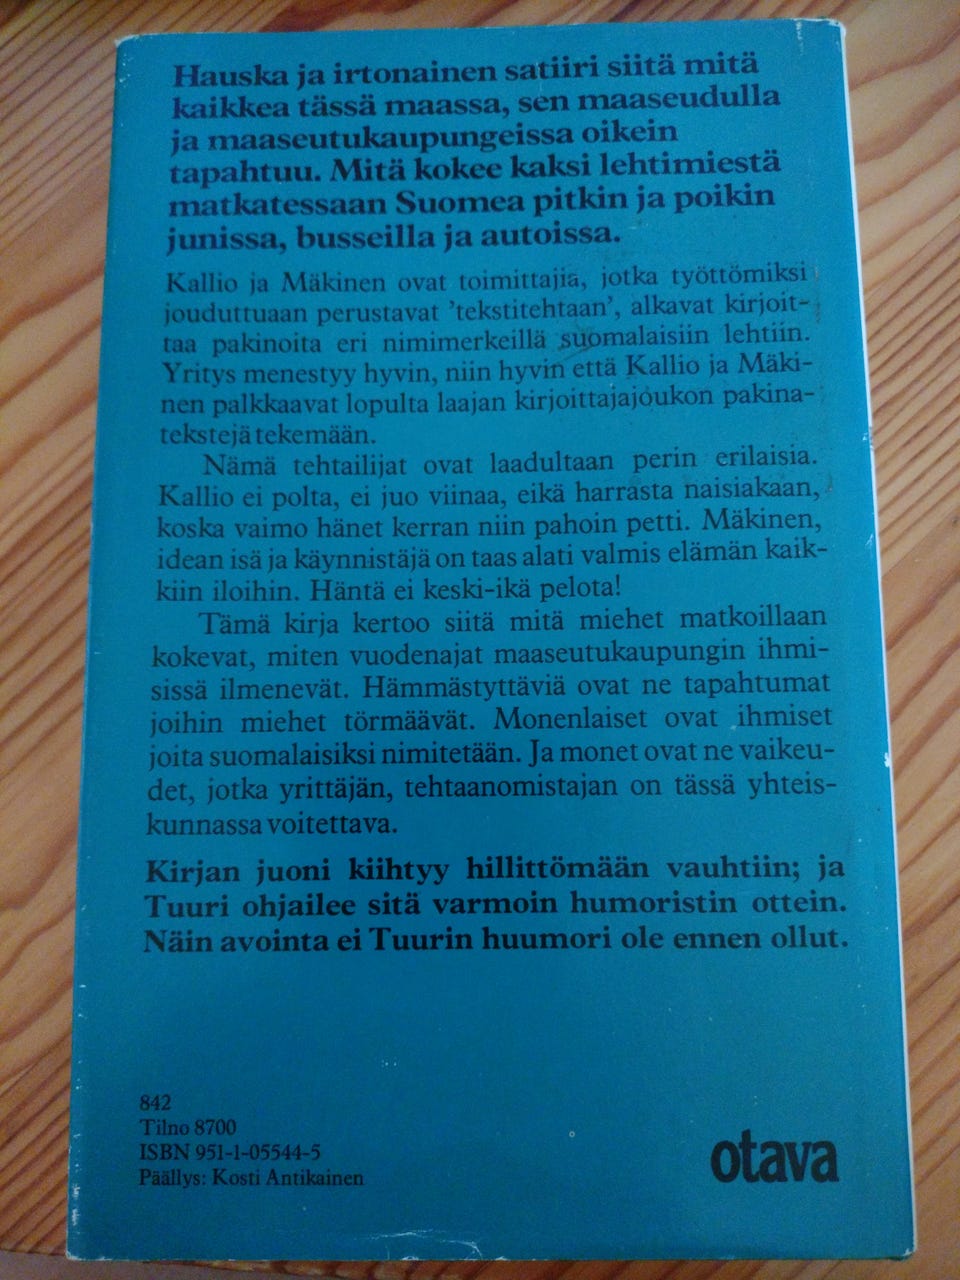 Hauska ja irtonainen satiiri siitä mitä
kaikkea tässä maassa, sen maaseudulla
ja maaseutukaupungeissa oikein
tapahtuu. Mitä kokee kaksi lehtimiestä
matkatessaan Suomea pitkin ja poikin
junissa, busseilla ja autoissa.
Kallio ja Mäkinen ovat toimittajia, jotka työttömiksi
jouduttuaan perustavat 'tekstitehtaan', alkavat kirjoit-
taa pakinoita eri nimimerkeillä suomalaisiin lehtiin.
Yritys menestyy hyvin, niin hyvin että Kallio ja Mäki-
nen palkkaavat lopulta laajan kirjoittajajoukon pakina-
tekstejä tekemään.
Nämä tehtailijat ovat laadultaan perin erilaisia.
Kallio ei polta, ei juo viinaa, eikä harrasta naisiakaan,
koska vaimo hänet kerran niin pahoin petti. Mäkinen,
idean isä ja käynnistäjä on taas alati valmis elämän kaik-
kiin iloihin. Häntä ei keski-ikä pelota!
Tämä kirja kertoo siitä mitä miehet matkoillaan
kokevat, miten vuodenajat maaseutukaupungin ihmi-
sissä ilmenevät. Hämmästyttäviä ovat ne tapahtumat
joihin miehet törmäävät. Monenlaiset ovat ihmiset
joita suomalaisiksi nimitetään. Ja monet ovat ne vaikeu-
det, jotka yrittäjän, tehtaanomistajan on tässä yhteis-
kunnassa voitettava.
Kirjan juoni kiihtyy hillittömään vauhtiin; ja
Tuuri ohjailee sitä varmoin humoristin ottein.
Näin avointa ei Tuurin huumori ole ennen ollut.
842
Tilno 8700
ISBN 951-1-05544-5
Päällys: Kosti Antikainen
otava